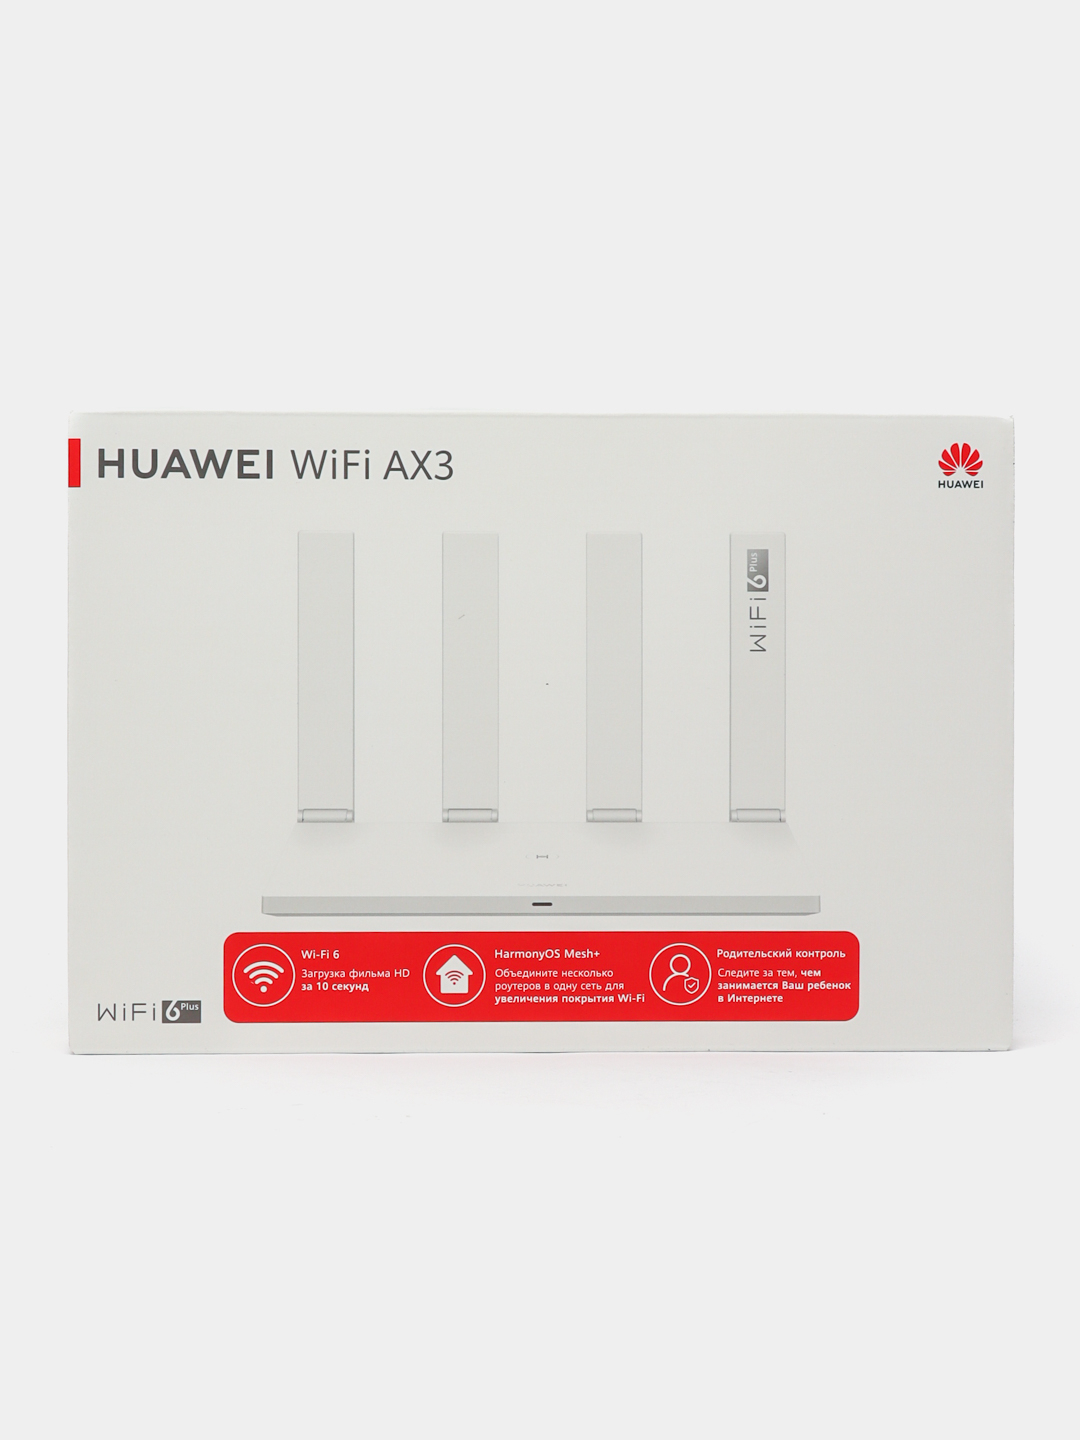 HUAWEI WiFi AX3
HUAWEI
WiFi 6 Plus
HUAWEI
Wi-Fi 6
Загрузка фильма HD
за 10 секунд
HarmonyOS Mesh+
Объедините несколько
роутеров в одну сеть для
увеличения покрытия Wi-Fi
Родительский контроль
Следите за тем, чем
занимается Ваш ребенок
в Интернете
WiFi 6 Plus